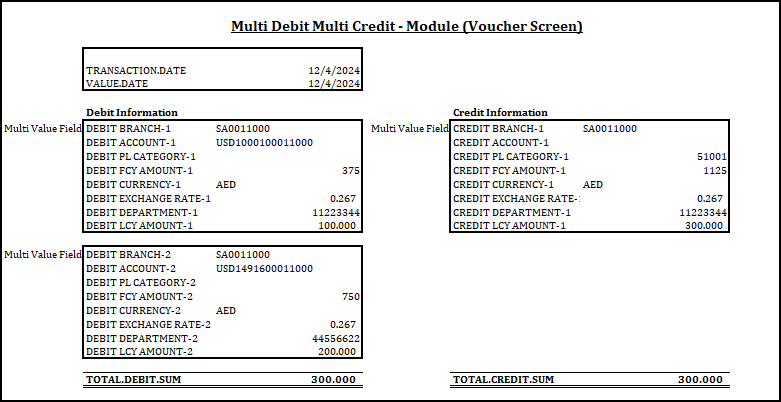 Multi Debit Multi Credit - Module (Voucher Screen)
TRANSACTION.DATE 12/4/2024
VALUE.DATE 12/4/2024
Debit Information
Multi Value Field DEBIT BRANCH-1 SA0011000
DEBIT ACCOUNT-1 USD1000100011000
DEBIT PL CATEGORY-1
DEBIT FCY AMOUNT-1 375
DEBIT CURRENCY-1 AED
DEBIT EXCHANGE RATE-1 0.267
DEBIT DEPARTMENT-1 11223344
DEBIT LCY AMOUNT-1 100.000
Multi Value Field DEBIT BRANCH-2 SA0011000
DEBIT ACCOUNT-2 USD1491600011000
DEBIT PL CATEGORY-2
DEBIT FCY AMOUNT-2 750
DEBIT CURRENCY-2 AED
DEBIT EXCHANGE RATE-2 0.267
DEBIT DEPARTMENT-2 44556622
DEBIT LCY AMOUNT-2 200.000
TOTAL.DEBIT.SUM 300.000
Credit Information
Multi Value Field CREDIT BRANCH-1 SA0011000
CREDIT ACCOUNT-1
CREDIT PL CATEGORY-1 51001
CREDIT FCY AMOUNT-1 1125
CREDIT CURRENCY-1 AED
CREDIT EXCHANGE RATE- 0.267
CREDIT DEPARTMENT-1 11223344
CREDIT LCY AMOUNT-1 300.000
TOTAL.CREDIT.SUM 300.000